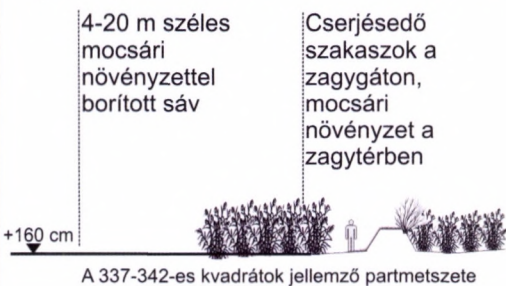 4-20 m széles
mocsári
növényzettel
borított sáv
Cserjésedő
szakaszok a
zagygáton,
mocsári
növényzet a
zagytérben
+160 cm
A 337-342-es kvadrátok jellemző partmetszete